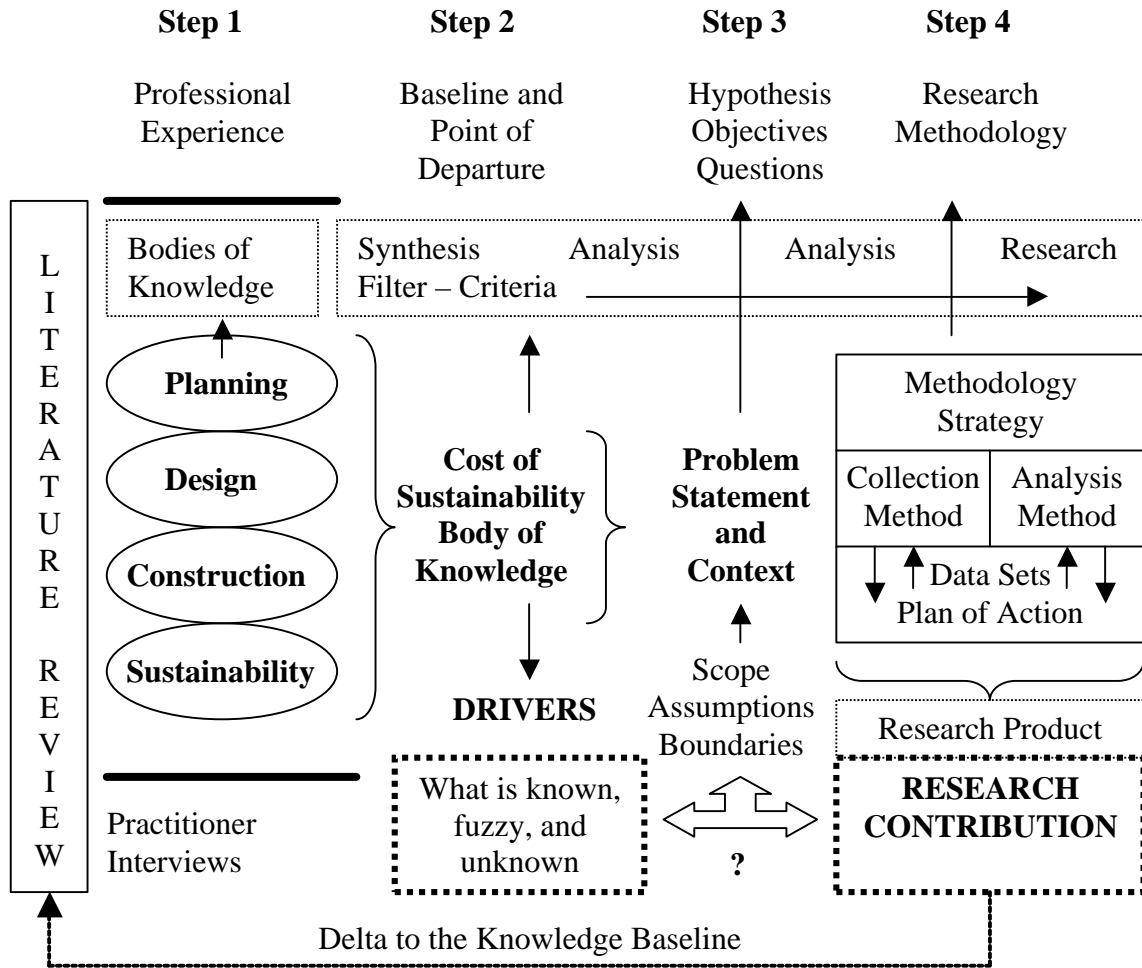 Step 1
Step 2
Step 3
Step 4
Professional
Experience
Baseline and
Point of
Departure
Hypothesis
Objectives
Questions
Research
Methodology
LITERATURE REVIEW
Bodies of
Knowledge
Synthesis Analysis Analysis Research
Filter – Criteria
Planning
Design
Construction
Sustainability
Practitioner
Interviews
Cost of
Sustainability
Body of
Knowledge
DRIVERS
What is known,
fuzzy, and
unknown
Problem
Statement
and
Context
Scope
Assumptions
Boundaries
?
Methodology
Strategy
Collection
Method
Analysis
Method
Data Sets
Plan of Action
Research Product
RESEARCH
CONTRIBUTION
Delta to the Knowledge Baseline